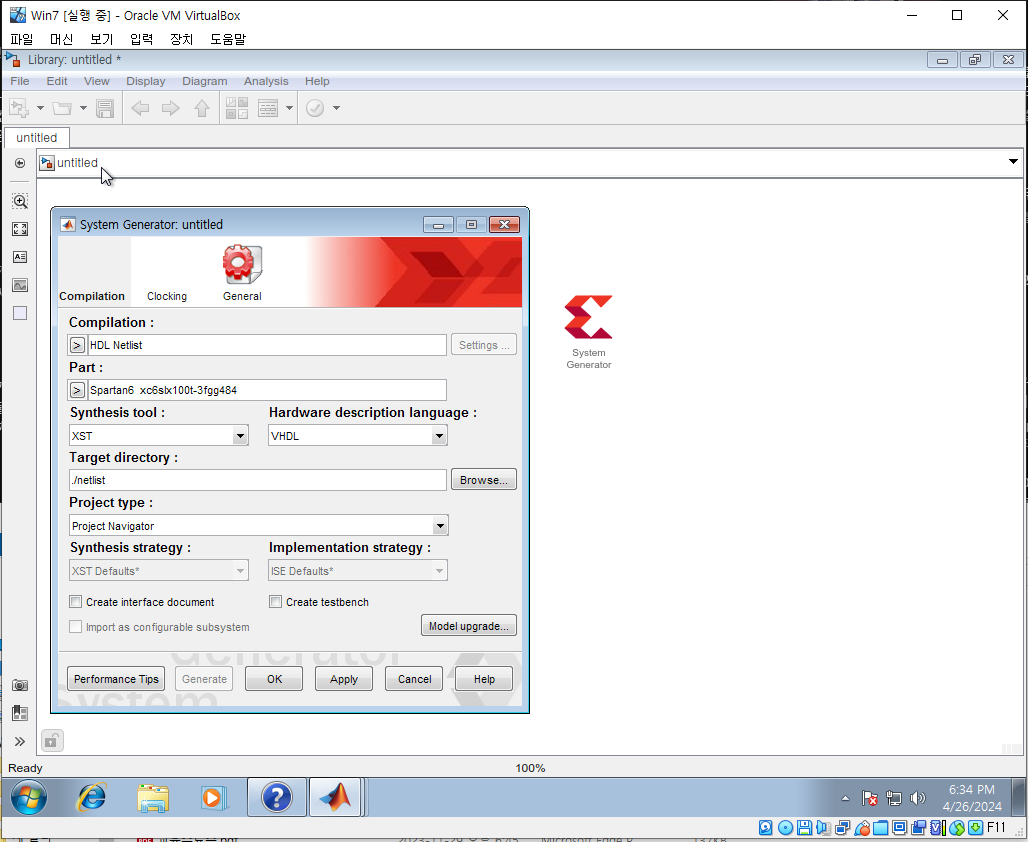 Win7 [실행 중] - Oracle VM VirtualBox
파일 머신 보기 입력 장치 도움말
Library: untitled *
File Edit View Display Diagram Analysis Help
untitled
untitled
System Generator: untitled
Compilation Clocking General
Compilation :
> HDL Netlist Settings ...
Part :
> Spartan6 xc6slx100t-3fgg484
Synthesis tool : Hardware description language :
XST VHDL
Target directory :
./netlist Browse...
Project type :
Project Navigator
Synthesis strategy : Implementation strategy :
XST Defaults* ISE Defaults*
Create interface document Create testbench
Import as configurable subsystem Model upgrade...
Performance Tips Generate OK Apply Cancel Help
System
Generator
Ready 100%
6:34 PM
4/26/2024
F11